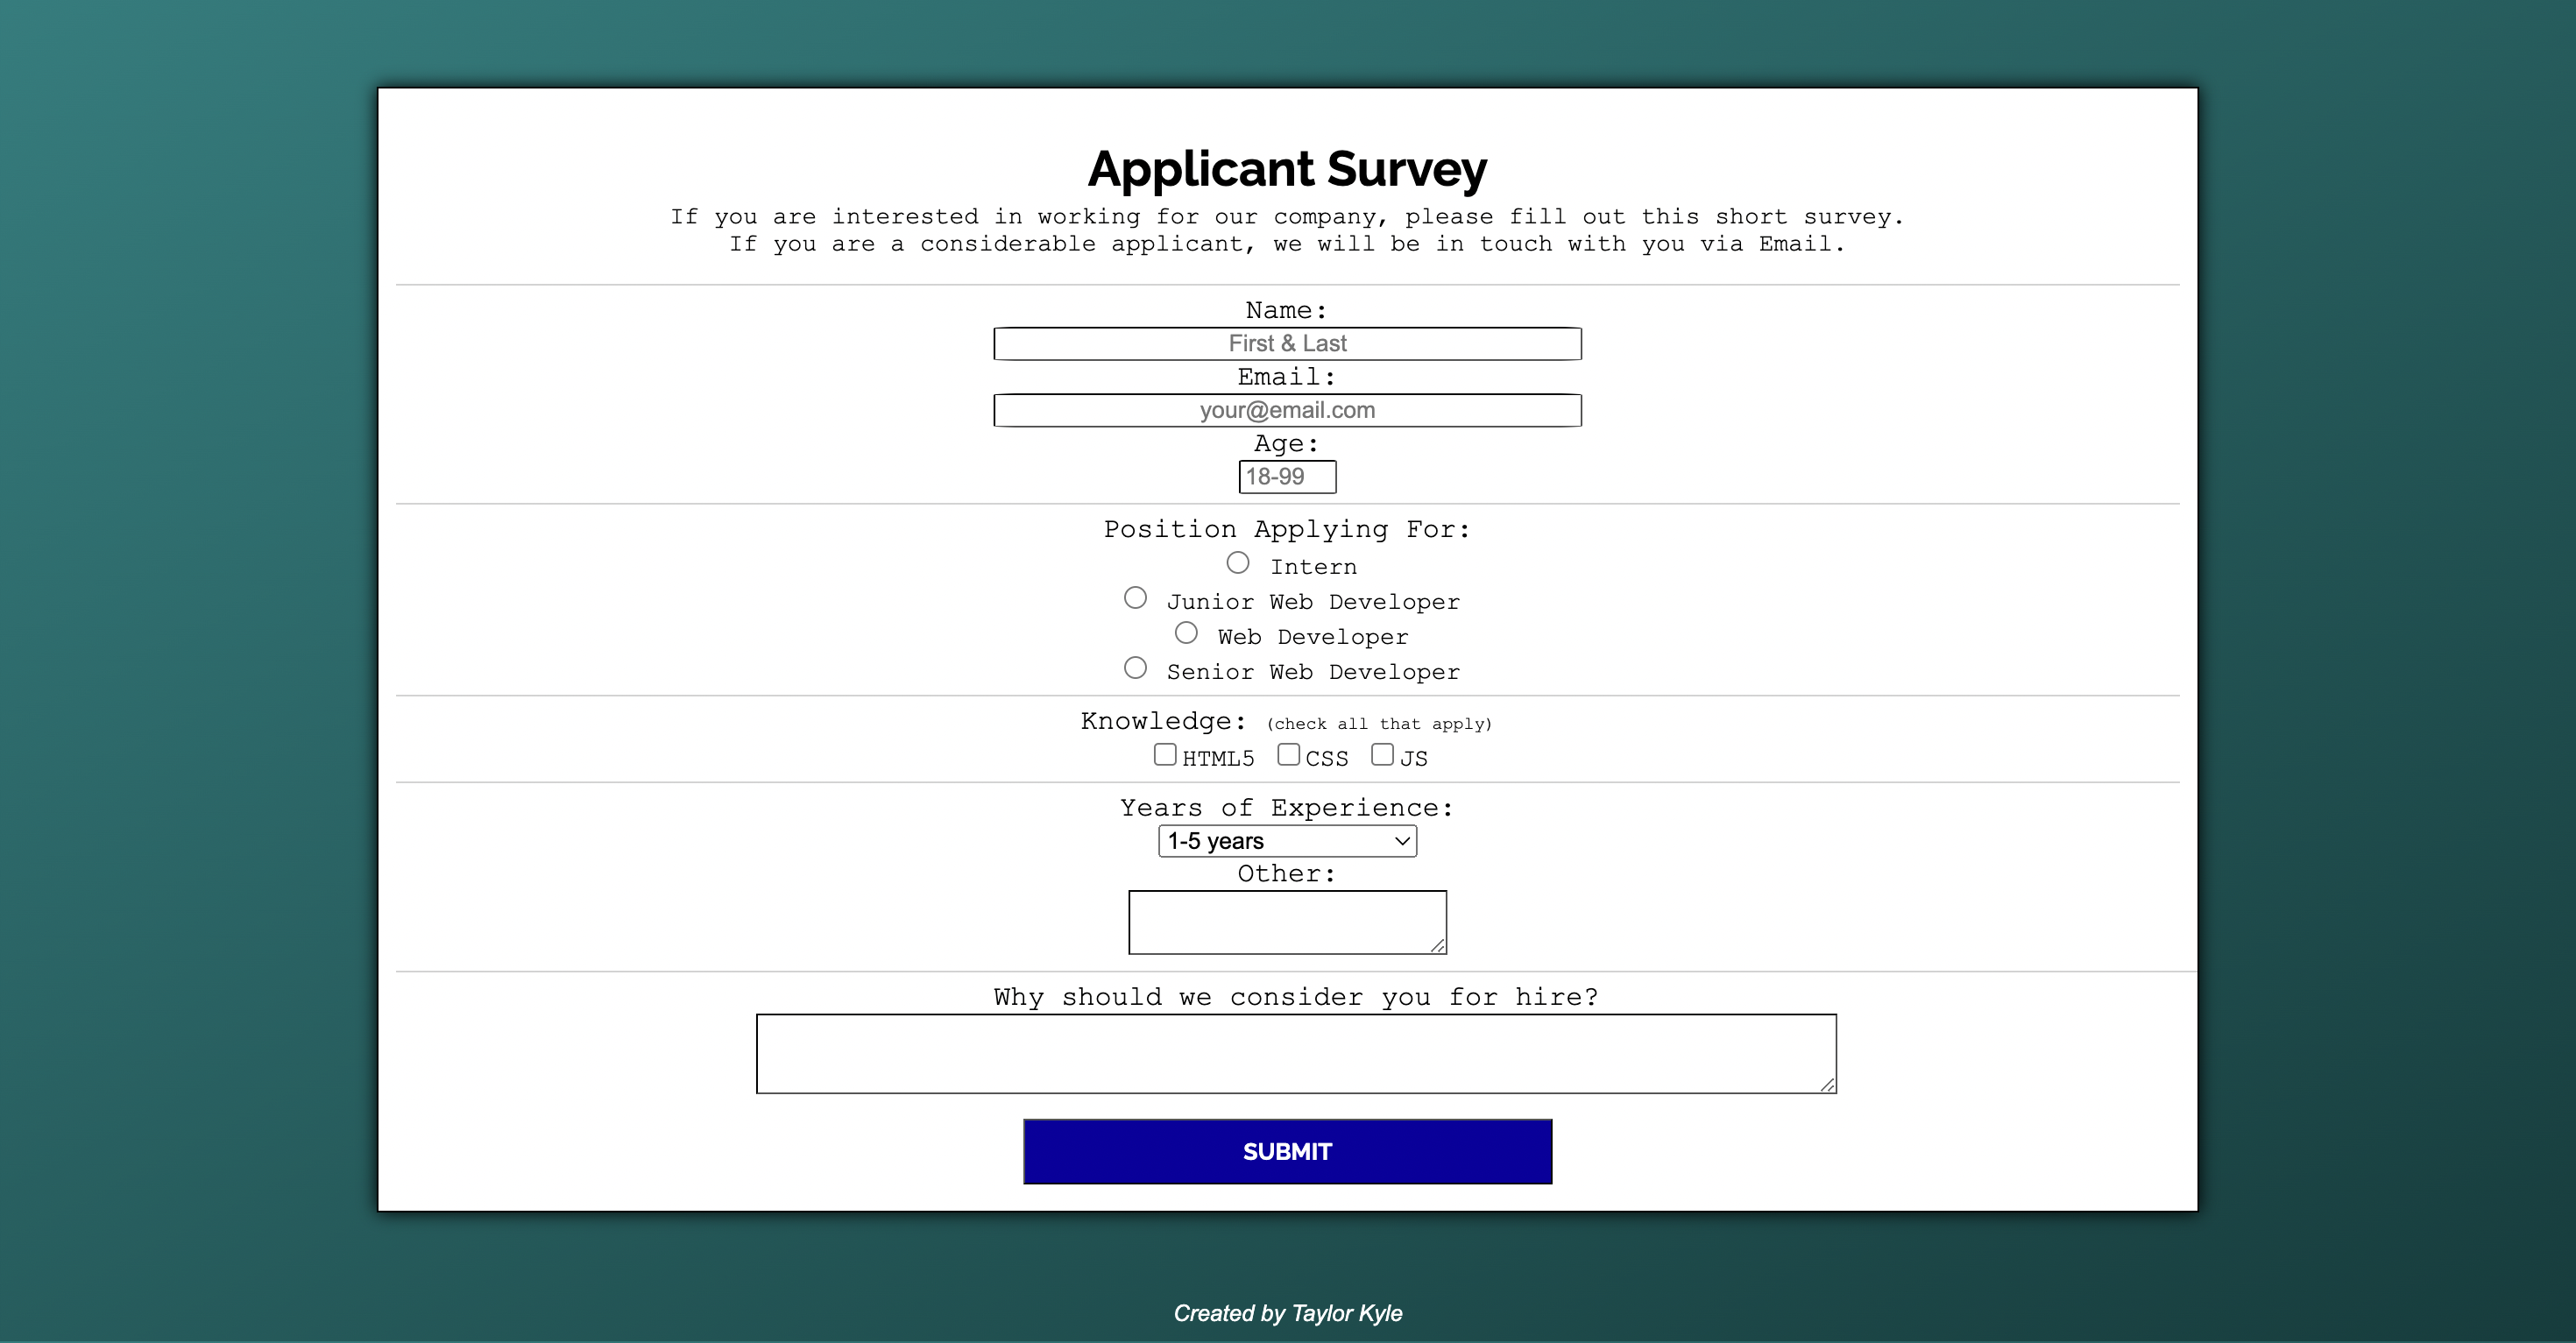 Applicant Survey
If you are interested in working for our company, please fill out this short survey.
If you are a considerable applicant, we will be in touch with you via Email.
Name:
First & Last
Email:
your@email.com
Age:
18-99
Position Applying For:
Intern
Junior Web Developer
Web Developer
Senior Web Developer
Knowledge: (check all that apply)
HTML5 CSS JS
Years of Experience:
1-5 years
Other:
Why should we consider you for hire?
SUBMIT
Created by Taylor Kyle